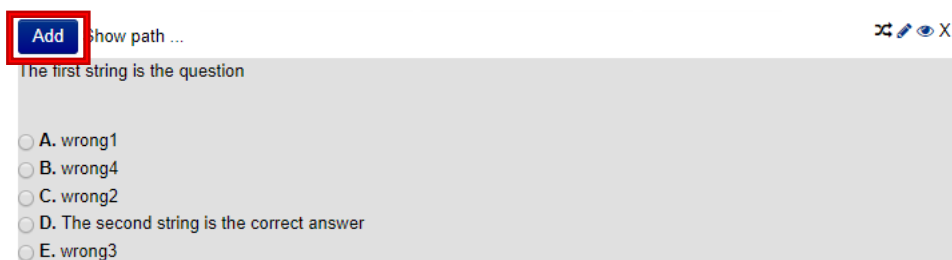 Add Show path ... X
The first string is the question
A. wrong1
B. wrong4
C. wrong2
D. The second string is the correct answer
E. wrong3